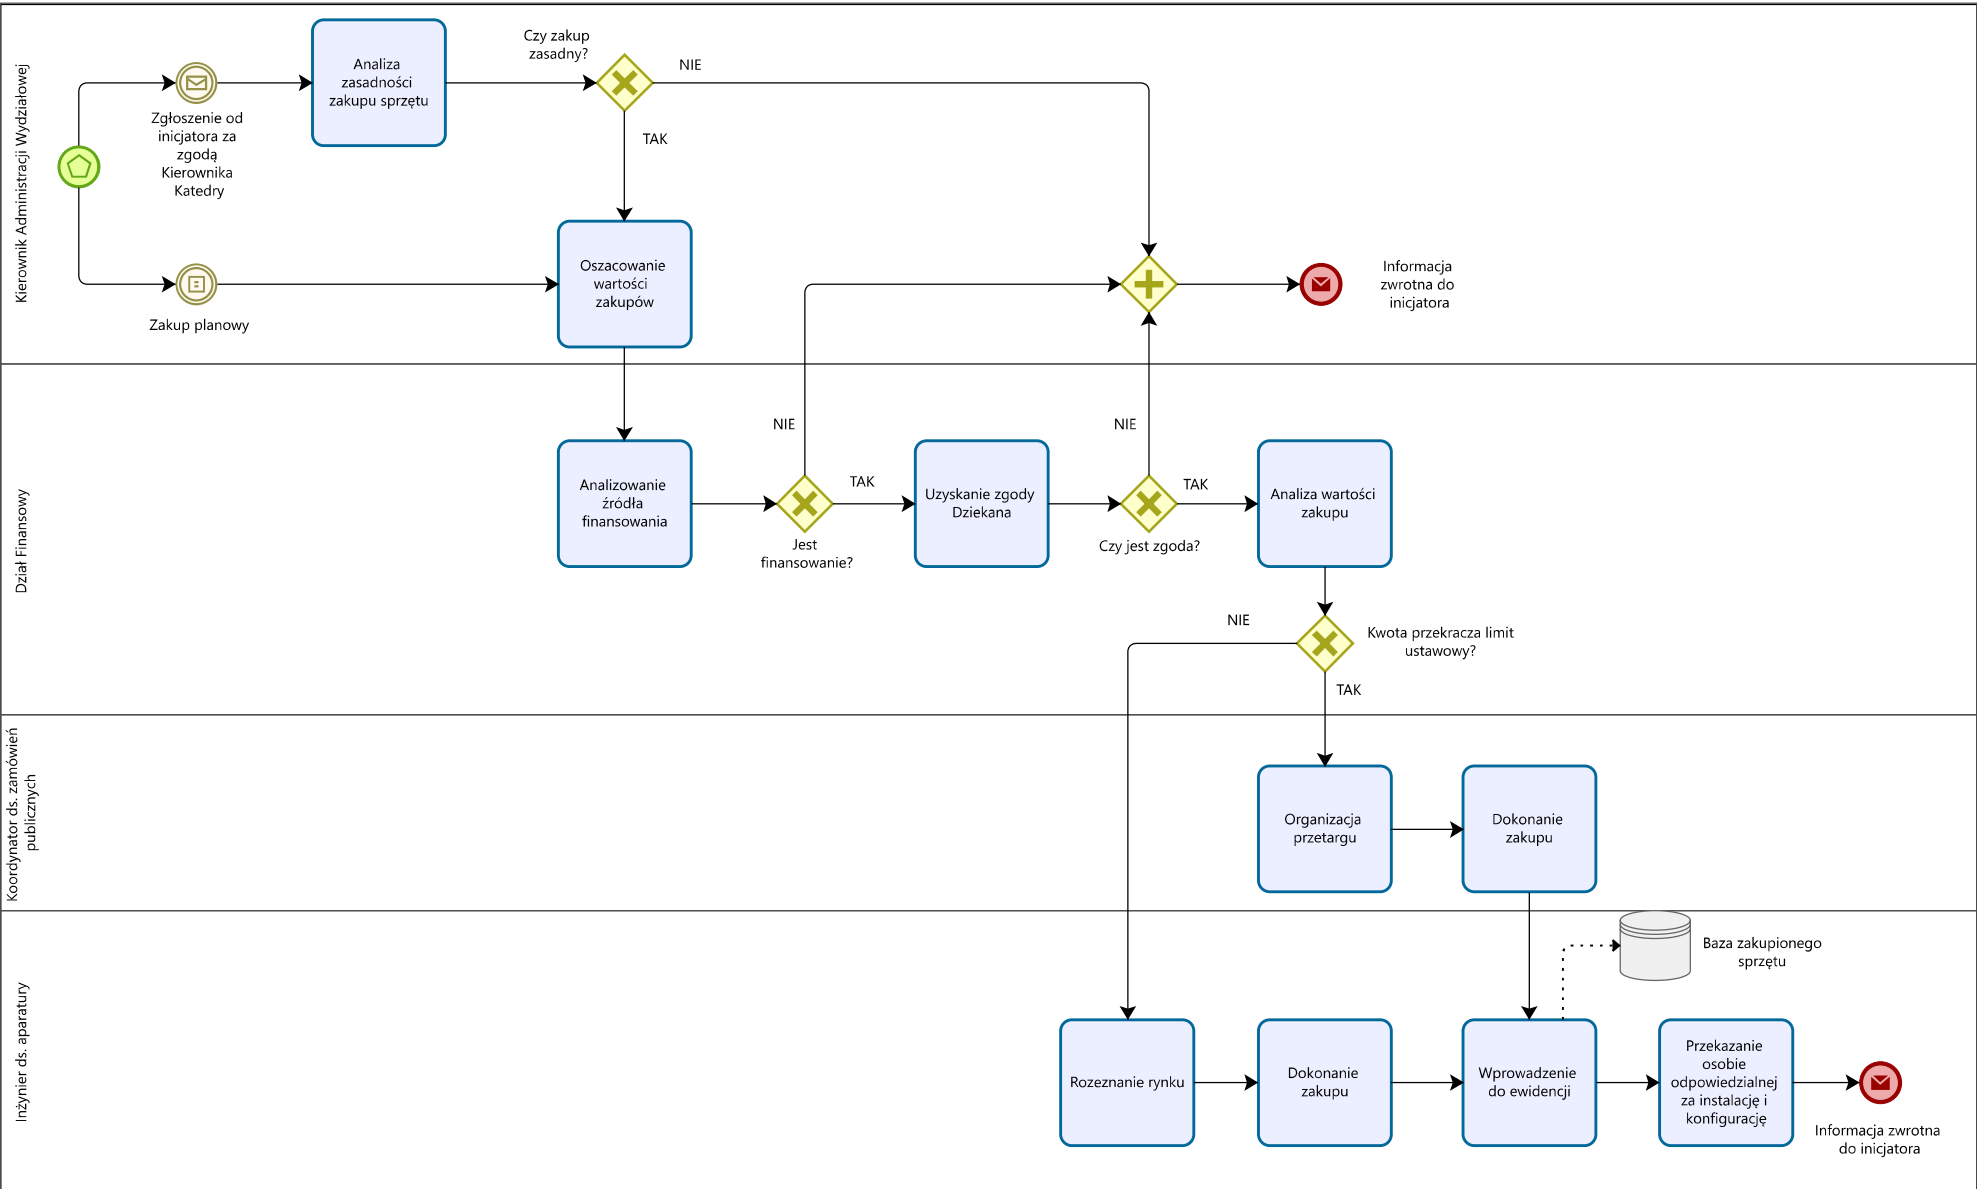 Kierownik Administracji Wydziałowej
Zgłoszenie od
inicjatora za
zgodą
Kierownika
Katedry
Analiza
zasadności
zakupu sprzętu
Czy zakup
zasadny?
NIE
TAK
Zakup planowy
Oszacowanie
wartości
zakupów
Informacja
zwrotna do
inicjatora
Dział Finansowy
Analizowanie
źródła
finansowania
NIE
TAK
Jest
finansowanie?
Uzyskanie zgody
Dziekana
NIE
TAK
Czy jest zgoda?
Analiza wartości
zakupu
NIE
Kwota przekracza limit
ustawowy?
TAK
Koordynator ds. zamówień
publicznych
Organizacja
przetargu
Dokonanie
zakupu
Inżynier ds. aparatury
Baza zakupionego
sprzętu
Rozeznanie rynku
Dokonanie
zakupu
Wprowadzenie
do ewidencji
Przekazanie
osobie
odpowiedzialnej
za instalację i
konfigurację
Informacja zwrotna
do inicjatora